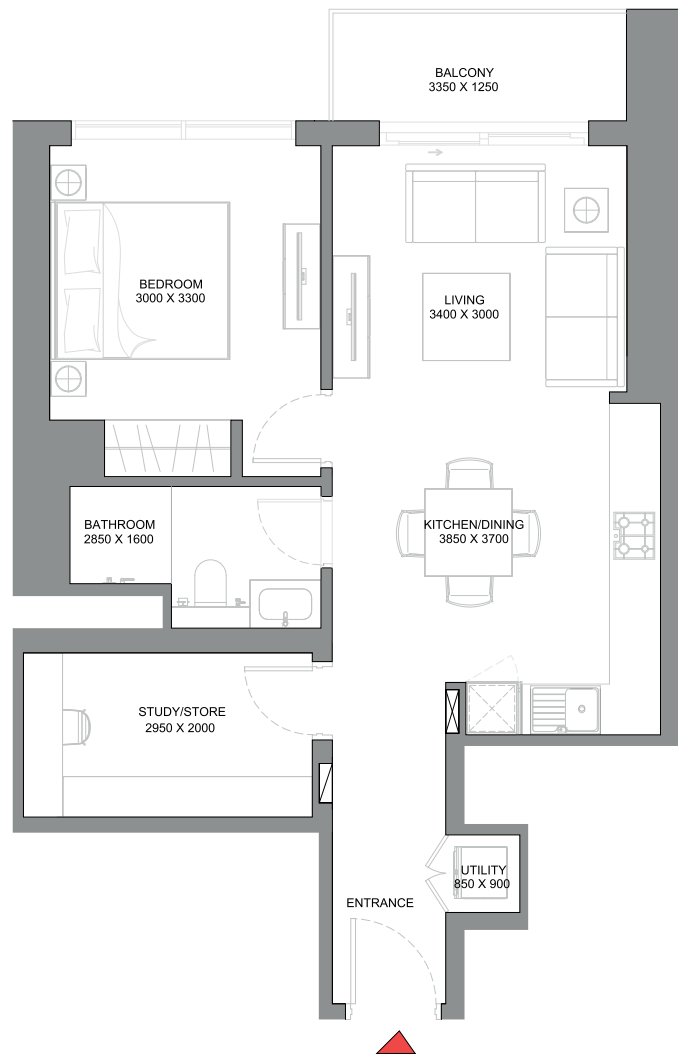 BALCONY
3350 X 1250
BEDROOM
3000 X 3300
LIVING
3400 X 3000
BATHROOM
2850 X 1600
KITCHEN/DINING
3850 X 3700
STUDY/STORE
2950 X 2000
UTILITY
850 X 900
ENTRANCE